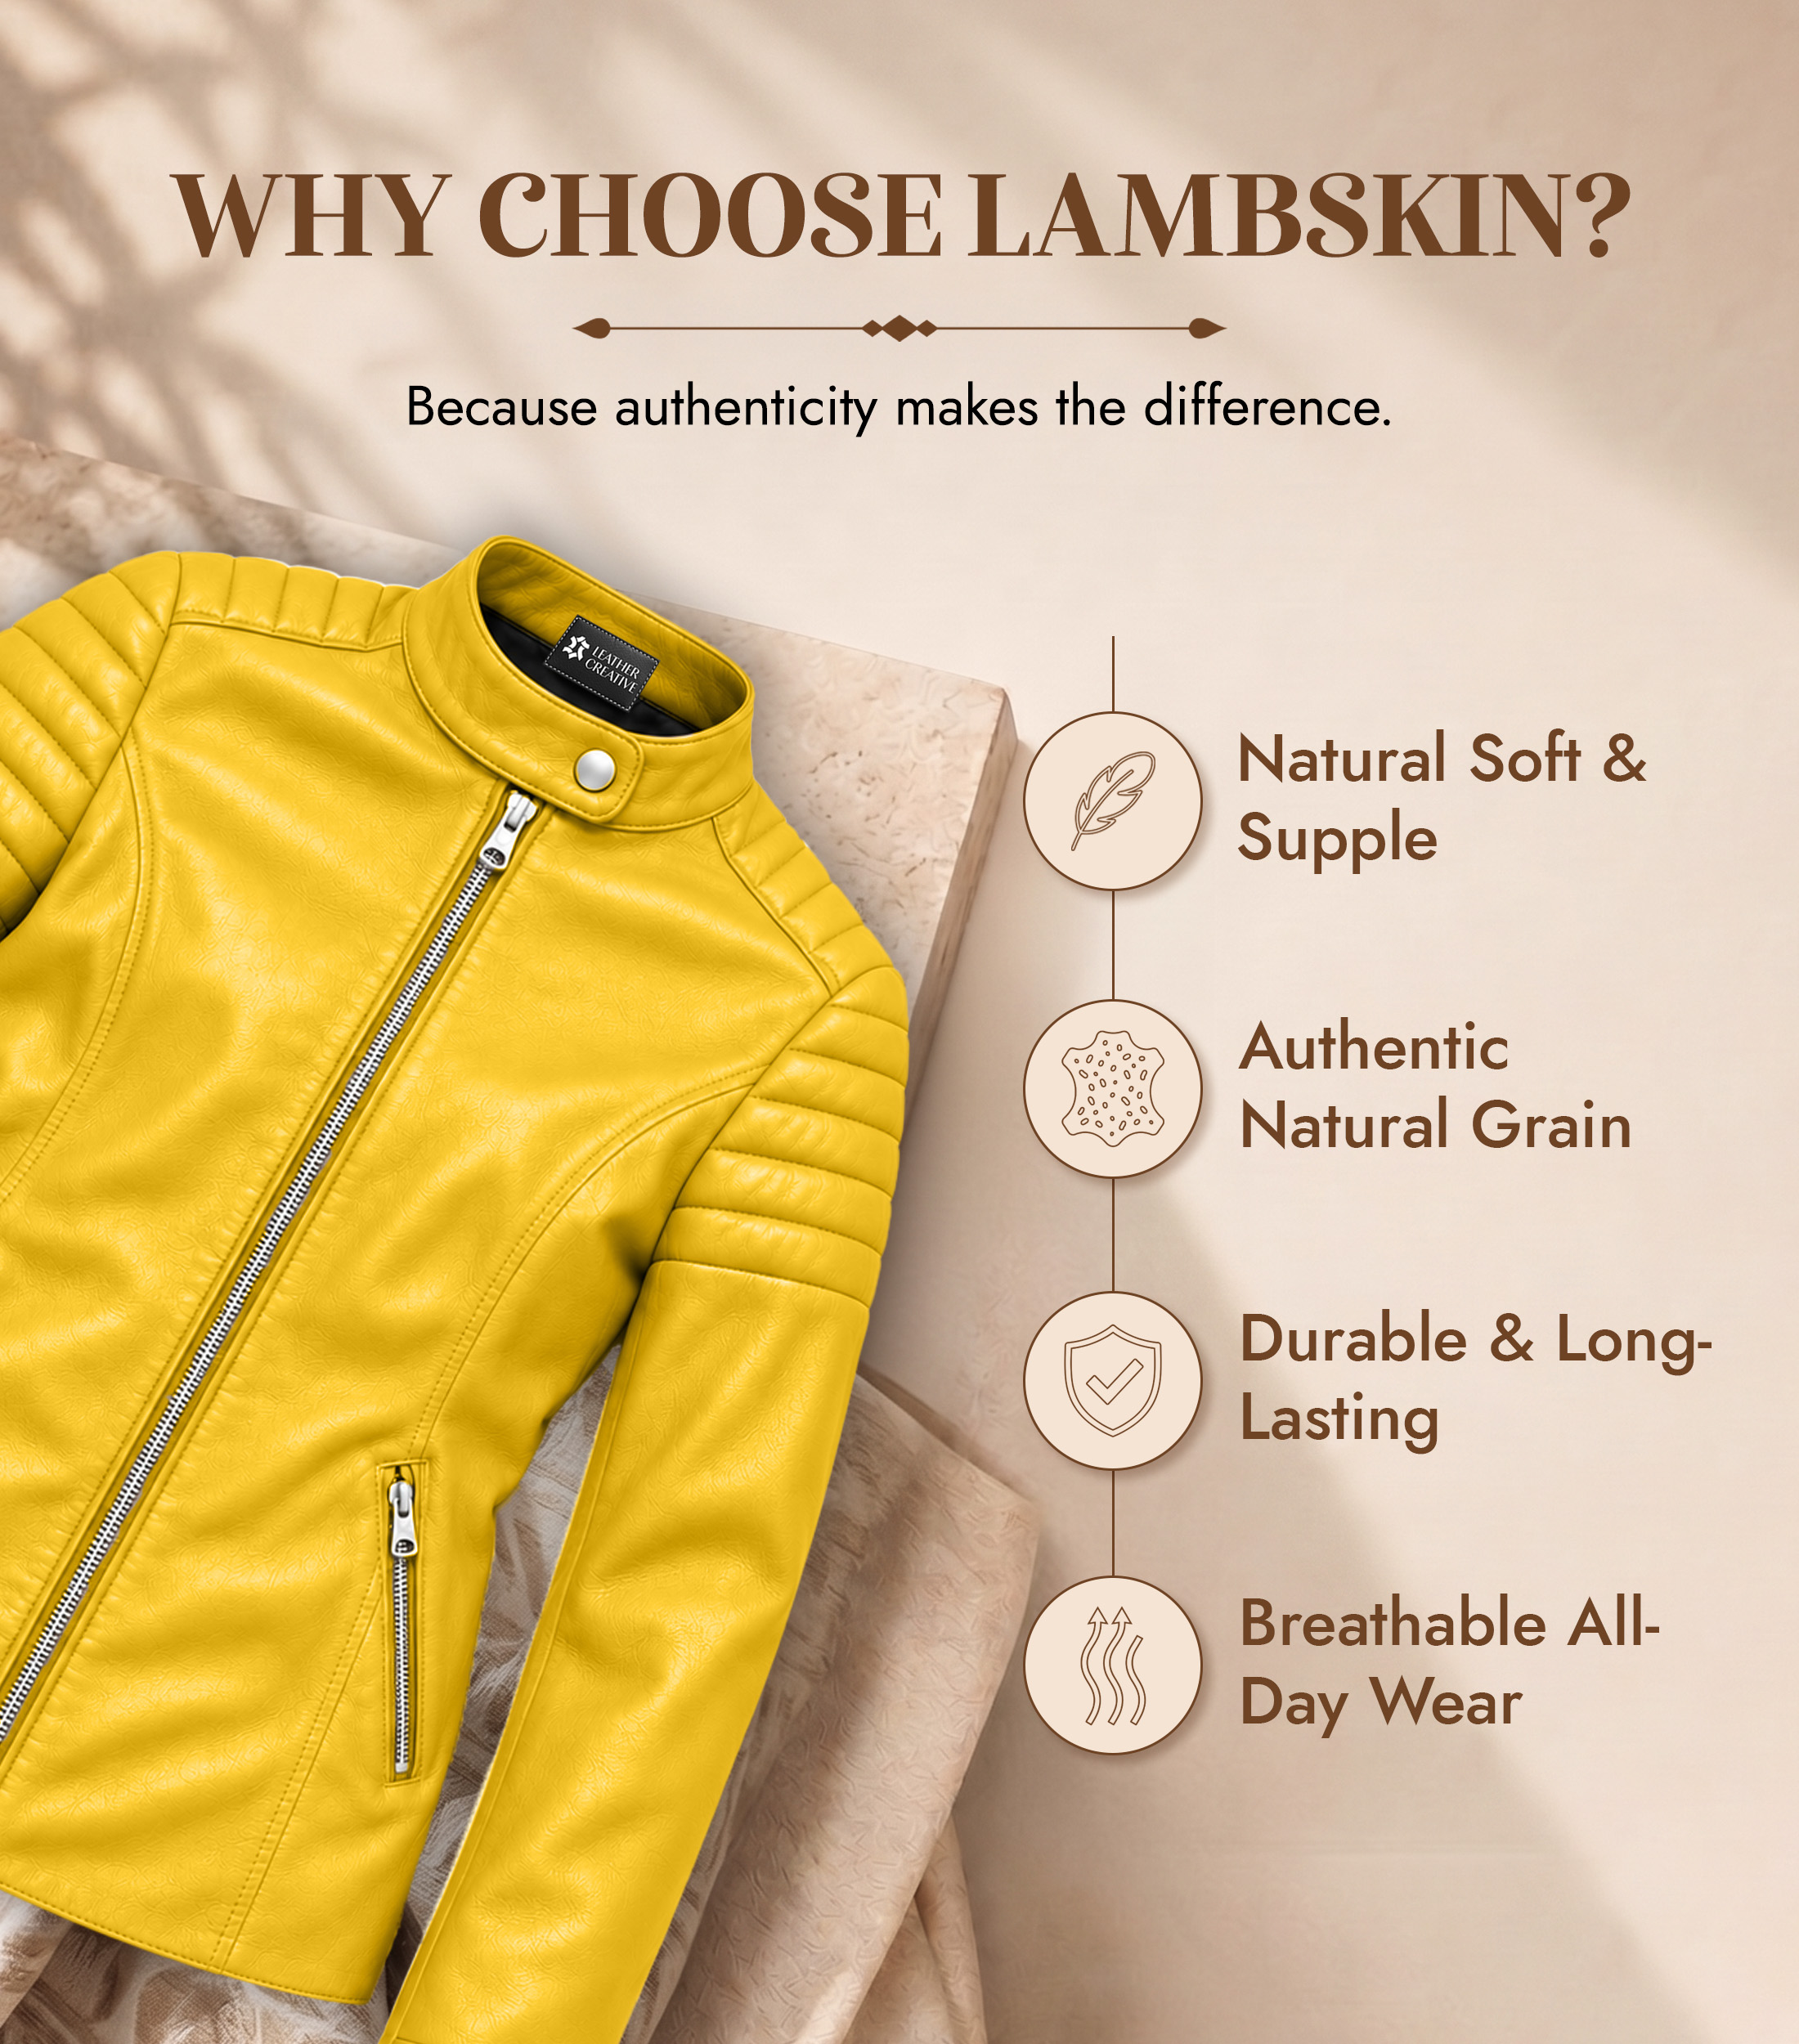 WHY CHOOSE LAMBSKIN?
Because authenticity makes the difference.
LEATHER
CREATIVE
Natural Soft &
Supple
Authentic
Natural Grain
Durable & Long-
Lasting
Breathable All-
Day Wear